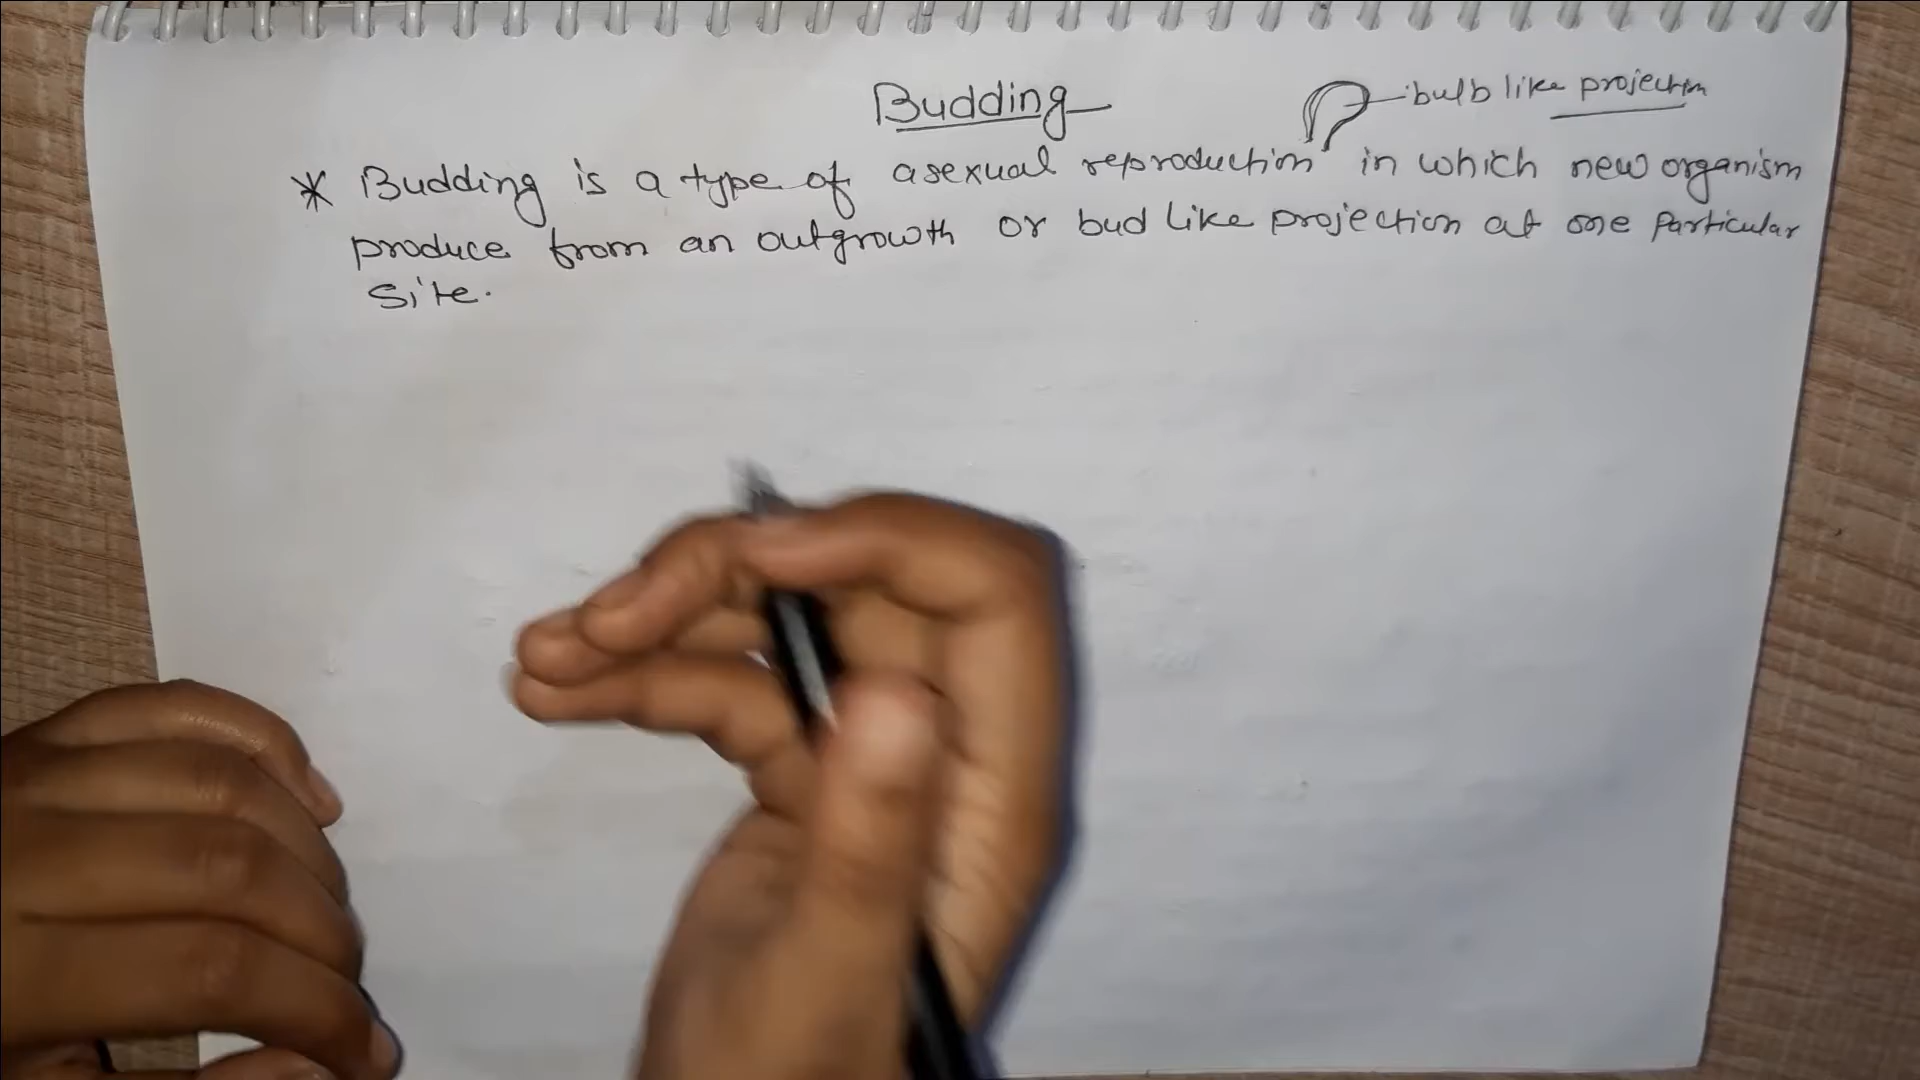 Budding
bulb like projection
* Budding is a type of asexual reproduction in which new organism
produce from an outgrowth or bud like projection at one particular
site.